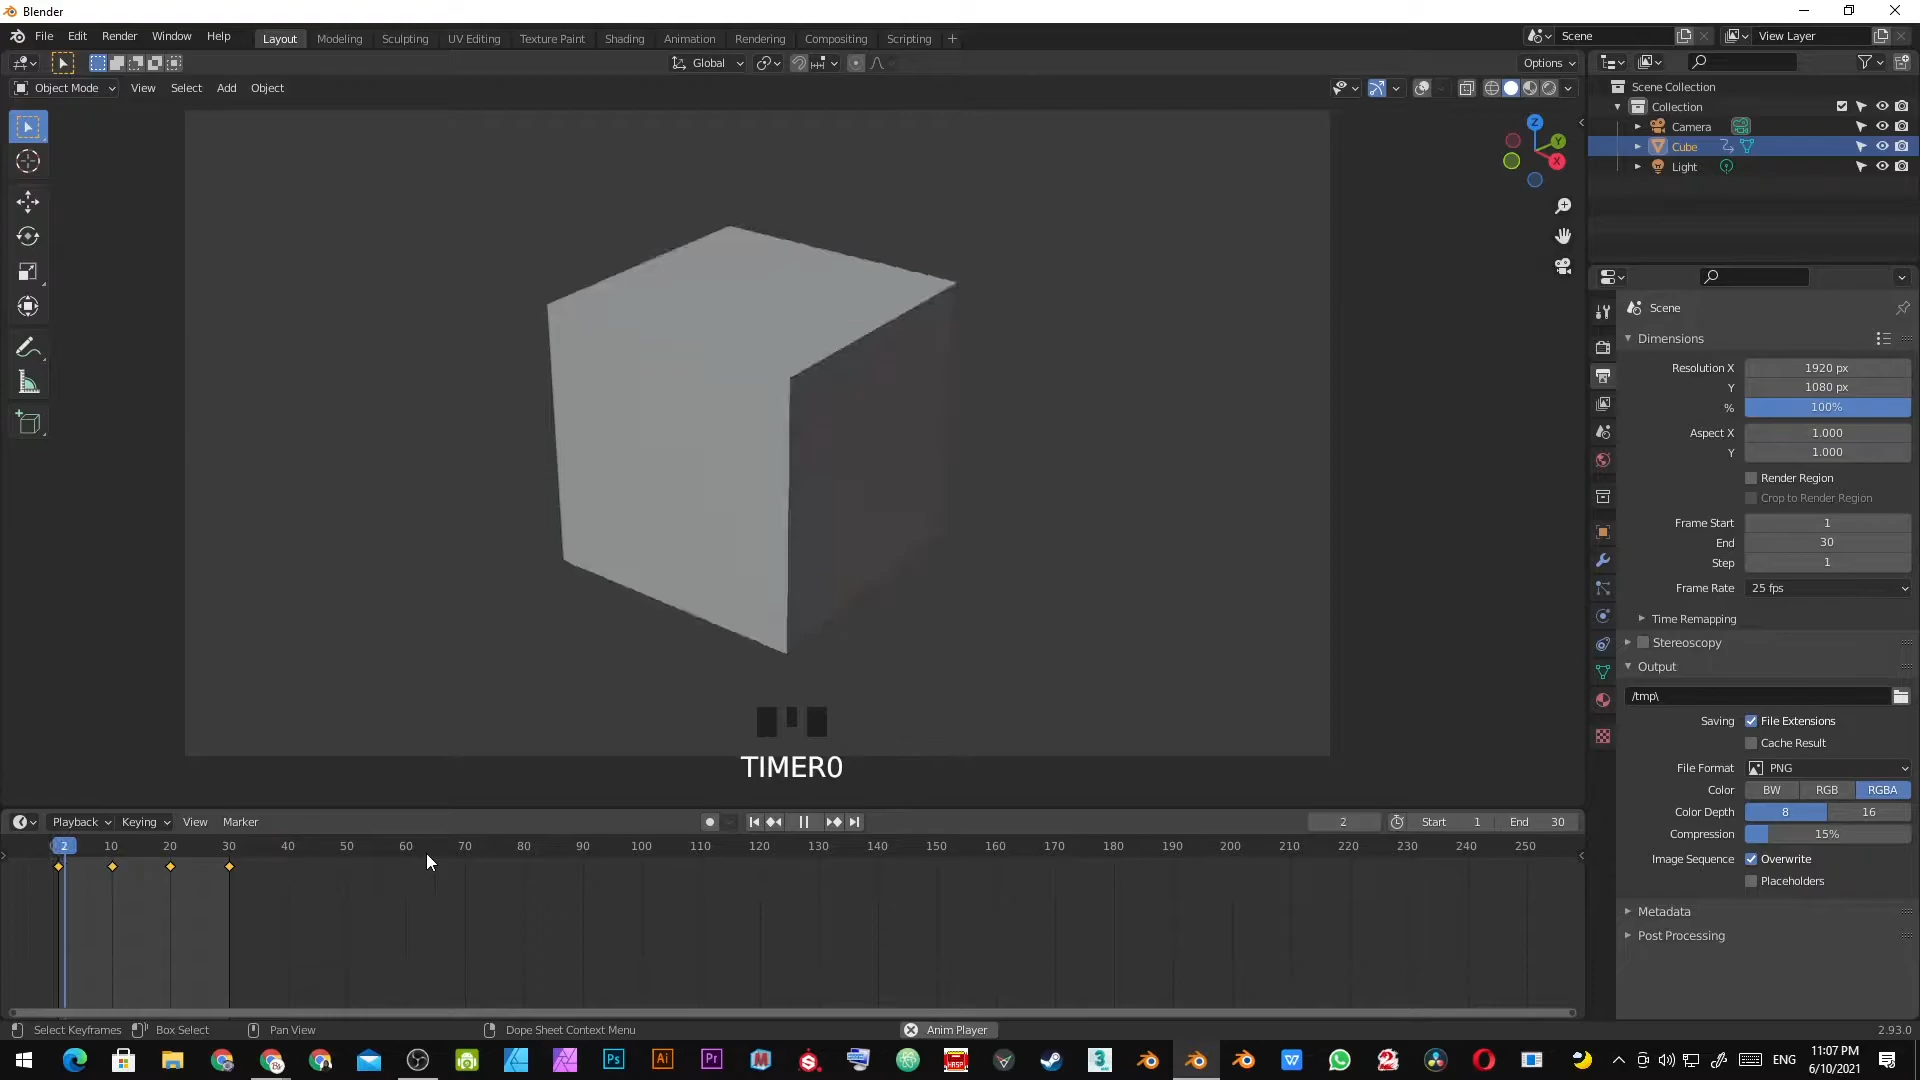 Blender
File Edit Render Window Help Layout Modeling Sculpting UV Editing Texture Paint Shading Animation Rendering Compositing Scripting + Scene View Layer
Global Options
Object Mode View Select Add Object
Z
Y
X
Scene Collection
Collection
Camera
Cube
Light
Scene
Dimensions
Resolution X 1920 px
Y 1080 px
% 100%
Aspect X 1.000
Y 1.000
Render Region
Crop to Render Region
Frame Start 1
End 30
Step 1
Frame Rate 25 fps
Time Remapping
Stereoscopy
Output
/tmp\
Saving File Extensions
Cache Result
File Format PNG
Color BW RGB RGBA
Color Depth 8 16
Compression 15%
Image Sequence Overwrite
Placeholders
Metadata
Post Processing
TIMER0
Playback Keying View Marker 2 Start 1 End 30
2 10 20 30 40 50 60 70 80 90 100 110 120 130 140 150 160 170 180 190 200 210 220 230 240 250
Select Keyframes Box Select Pan View Dope Sheet Context Menu Anim Player 2.93.0
Ps Ai Pr 3 W ENG
11:07 PM
6/10/2021